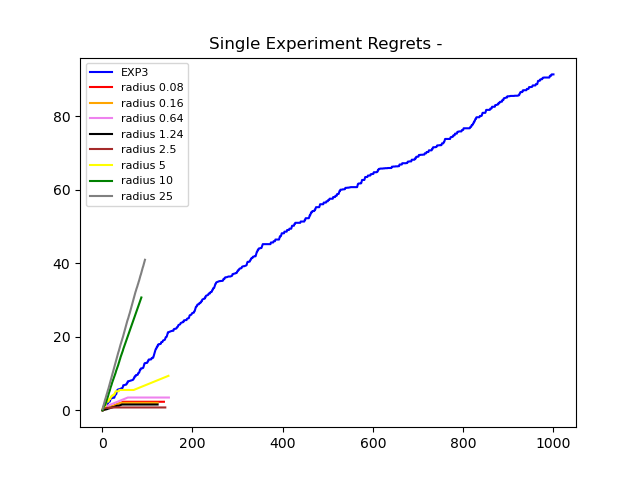 Single Experiment Regrets -
EXP3
radius 0.08
radius 0.16
radius 0.64
radius 1.24
radius 2.5
radius 5
radius 10
radius 25
80
60
40
20
0
0 200 400 600 800 1000